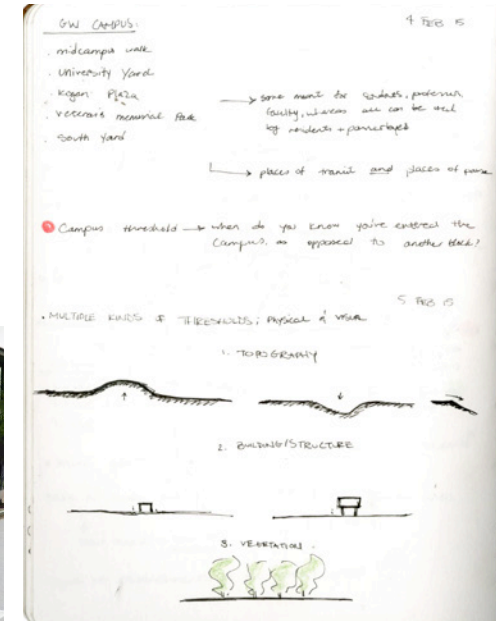 GW CAMPUS:
4 FEB 15
. midcampus walk
. University Yard
. Kogan Plaza
. veterans memorial Park
. South Yard
→ some meant for students, professors,
faculty, whereas all can be used
by residents + passersby
→ places of transit and places of pause
Campus threshold → when do you know you've entered the
Campus, as opposed to another block?
5 FEB 15
. MULTIPLE KINDS OF THRESHOLDS; physical & visual
1. TOPOGRAPHY
2. BUILDING/STRUCTURE
3. VEGETATION.